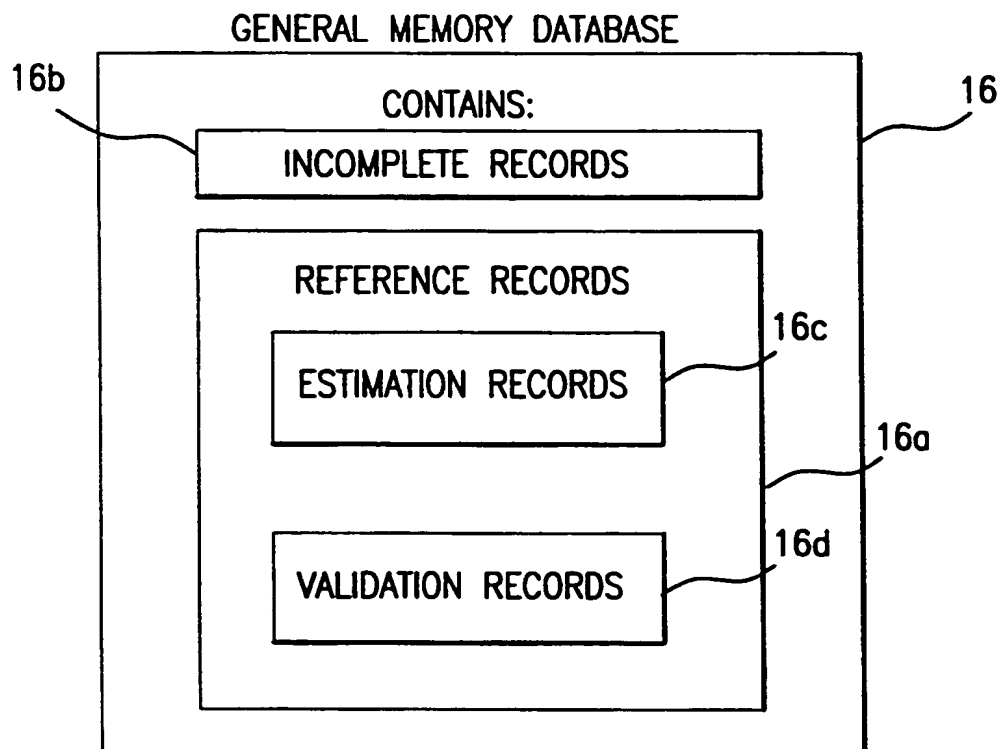 GENERAL MEMORY DATABASE
16b
16
CONTAINS:
INCOMPLETE RECORDS
REFERENCE RECORDS
16c
ESTIMATION RECORDS
16a
16d
VALIDATION RECORDS